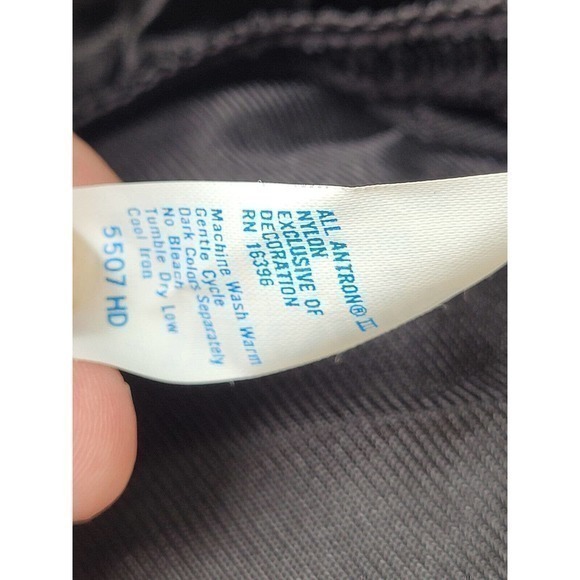 ALL ANTRON® II
NYLON
EXCLUSIVE OF
DECORATION
RN 16396
Machine Wash Warm
Gentle Cycle
Dark Colors Separately
No Bleach
Tumble Dry Low
Cool Iron
5507 HD